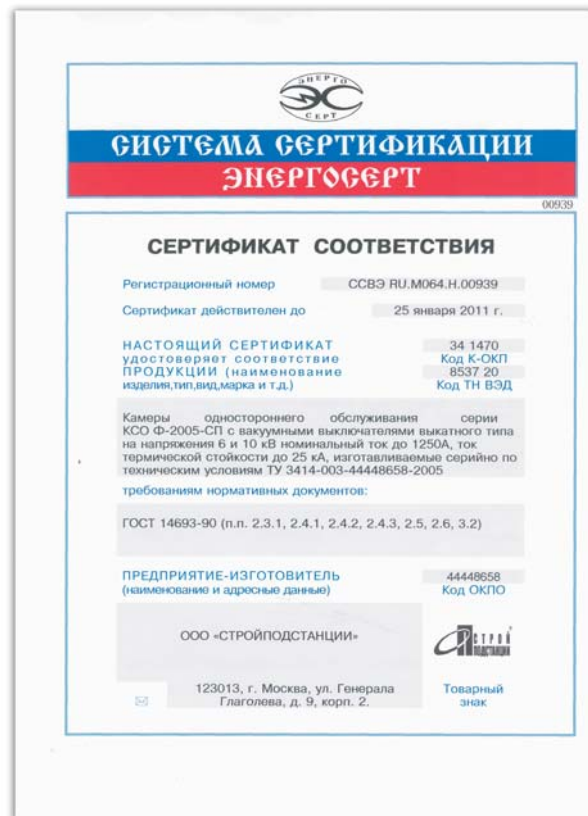 ЭНЕРГО
ЭС
СЕРТ
СИСТЕМА СЕРТИФИКАЦИИ
ЭНЕРГОСЕРТ
00939
СЕРТИФИКАТ СООТВЕТСТВИЯ
Регистрационный номер ССВЭ RU.М064.Н.00939
Сертификат действителен до 25 января 2011 г.
НАСТОЯЩИЙ СЕРТИФИКАТ 34 1470
удостоверяет соответствие Код К-ОКП
ПРОДУКЦИИ (наименование 8537 20
изделия,тип,вид,марка и т.д.) Код ТН ВЭД
Камеры одностороннего обслуживания серии
КСО Ф-2005-СП с вакуумными выключателями выкатного типа
на напряжения 6 и 10 кВ номинальный ток до 1250А, ток
термической стойкости до 25 кА, изготавливаемые серийно по
техническим условиям ТУ 3414-003-44448658-2005
требованиям нормативных документов:
ГОСТ 14693-90 (п.п. 2.3.1, 2.4.1, 2.4.2, 2.4.3, 2.5, 2.6, 3.2)
ПРЕДПРИЯТИЕ-ИЗГОТОВИТЕЛЬ 44448658
(наименование и адресные данные) Код ОКПО
ООО «СТРОЙПОДСТАНЦИИ»
СТРОЙ
ПОДСТАНЦИИ
123013, г. Москва, ул. Генерала
Глаголева, д. 9, корп. 2.
Товарный
знак